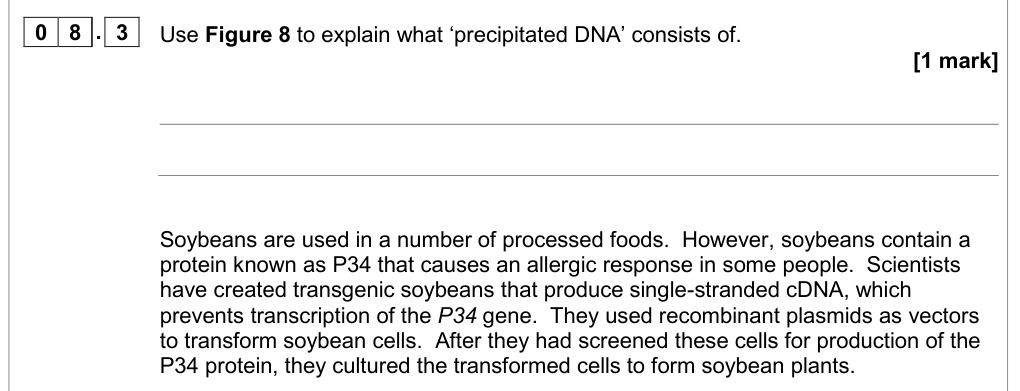 0 8 . 3 Use Figure 8 to explain what ‘precipitated DNA’ consists of.
[1 mark]
Soybeans are used in a number of processed foods.  However, soybeans contain a
protein known as P34 that causes an allergic response in some people.  Scientists
have created transgenic soybeans that produce single-stranded cDNA, which
prevents transcription of the P34 gene.  They used recombinant plasmids as vectors
to transform soybean cells.  After they had screened these cells for production of the
P34 protein, they cultured the transformed cells to form soybean plants.